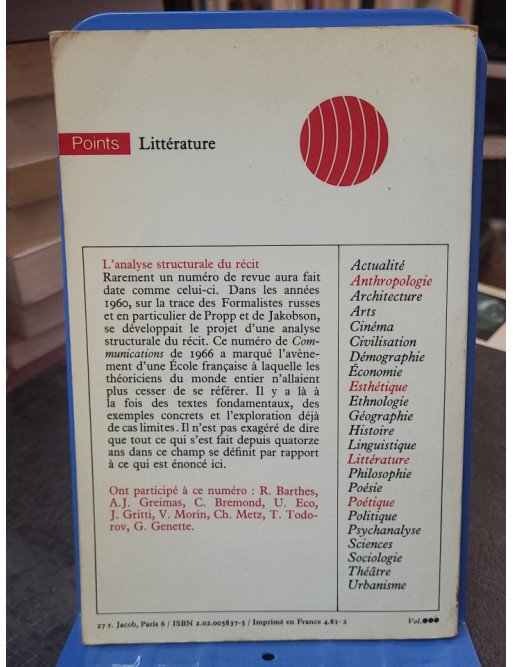 Points
Littérature
L'analyse structurale du récit
Rarement un numéro de revue aura fait
date comme celui-ci. Dans les années
1960, sur la trace des Formalistes russes
et en particulier de Propp et de Jakobson,
se développait le projet d'une analyse
structurale du récit. Ce numéro de Com-
munications de 1966 a marqué l'avène-
ment d'une École française à laquelle les
théoriciens du monde entier n'allaient
plus cesser de se référer. Il y a là à
la fois des textes fondamentaux, des
exemples concrets et l'exploration déjà
de cas limites. Il n'est pas exagéré de dire
que tout ce qui s'est fait depuis quatorze
ans dans ce champ se définit par rapport
à ce qui est énoncé ici.
Ont participé à ce numéro : R. Barthes,
A.J. Greimas, C. Bremond, U. Eco,
J. Gritti, V. Morin, Ch. Metz, T. Todo-
rov, G. Genette.
Actualité
Anthropologie
Architecture
Arts
Cinéma
Civilisation
Démographie
Économie
Esthétique
Ethnologie
Géographie
Histoire
Linguistique
Littérature
Philosophie
Poésie
Poétique
Politique
Psychanalyse
Sciences
Sociologie
Théâtre
Urbanisme
27 r. Jacob, Paris 6 / ISBN 2.02.005837-5 / Imprimé en France 4.81-2
Vol.●●●